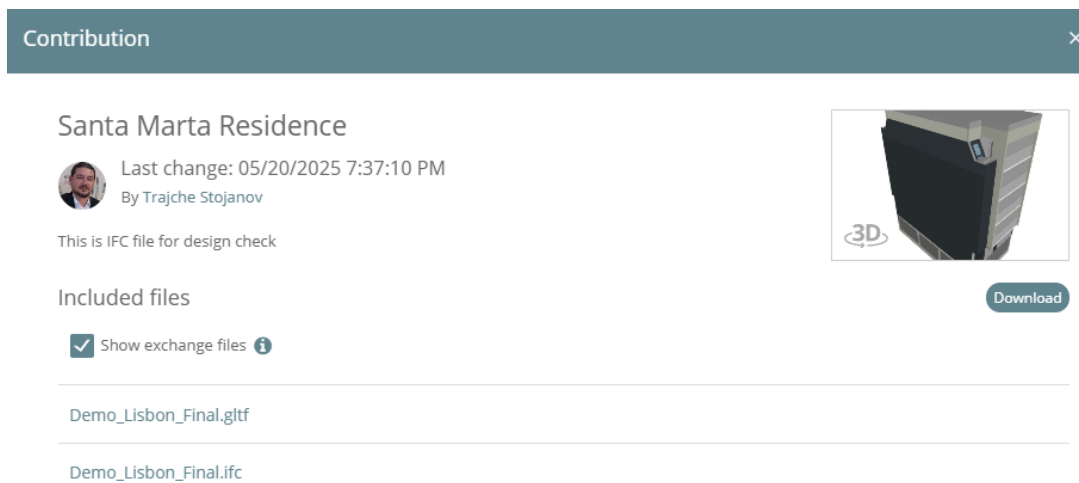 Contribution
Santa Marta Residence
Last change: 05/20/2025 7:37:10 PM
By Trajche Stojanov
This is IFC file for design check
3D
Included files
Download
Show exchange files
Demo_Lisbon_Final.gltf
Demo_Lisbon_Final.ifc